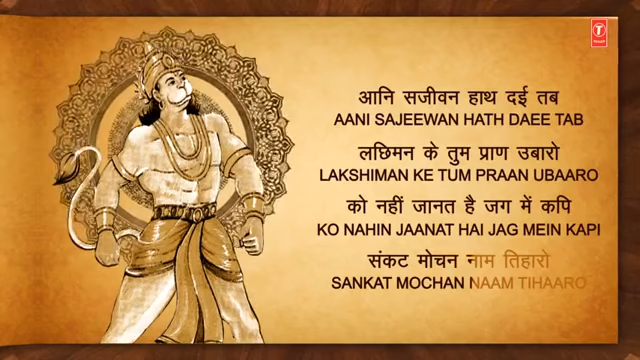 T
आनि सजीवन हाथ दई तब
AANI SAJEEWAN HATH DAEE TAB
लछिमन के तुम प्राण उबारो
LAKSHIMAN KE TUM PRAAN UBAARO
को नहीं जानत है जग में कपि
KO NAHIN JAANAT HAI JAG MEIN KAPI
संकट मोचन नाम तिहारो
SANKAT MOCHAN NAAM TIHAARO